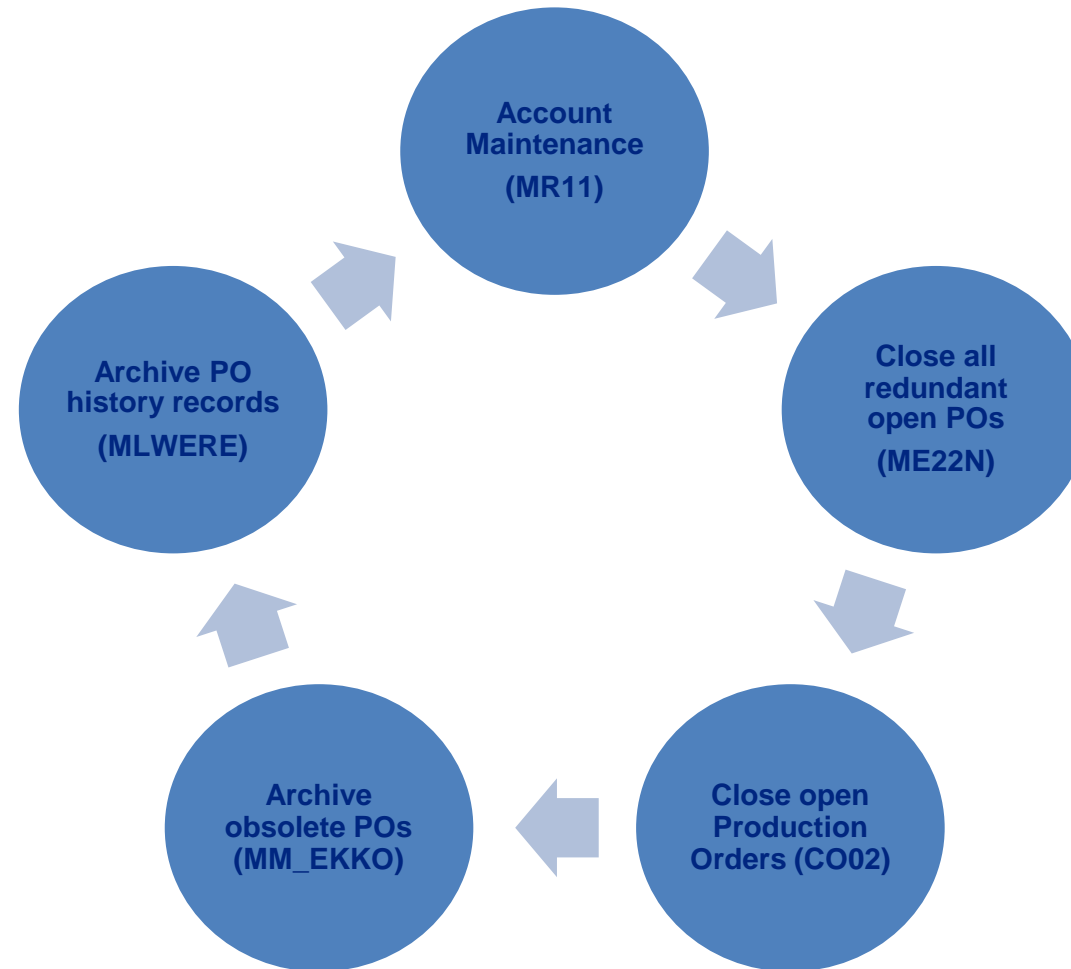 Account
Maintenance
(MR11)
Close all
redundant
open POs
(ME22N)
Close open
Production
Orders (CO02)
Archive
obsolete POs
(MM_EKKO)
Archive PO
history records
(MLWERE)